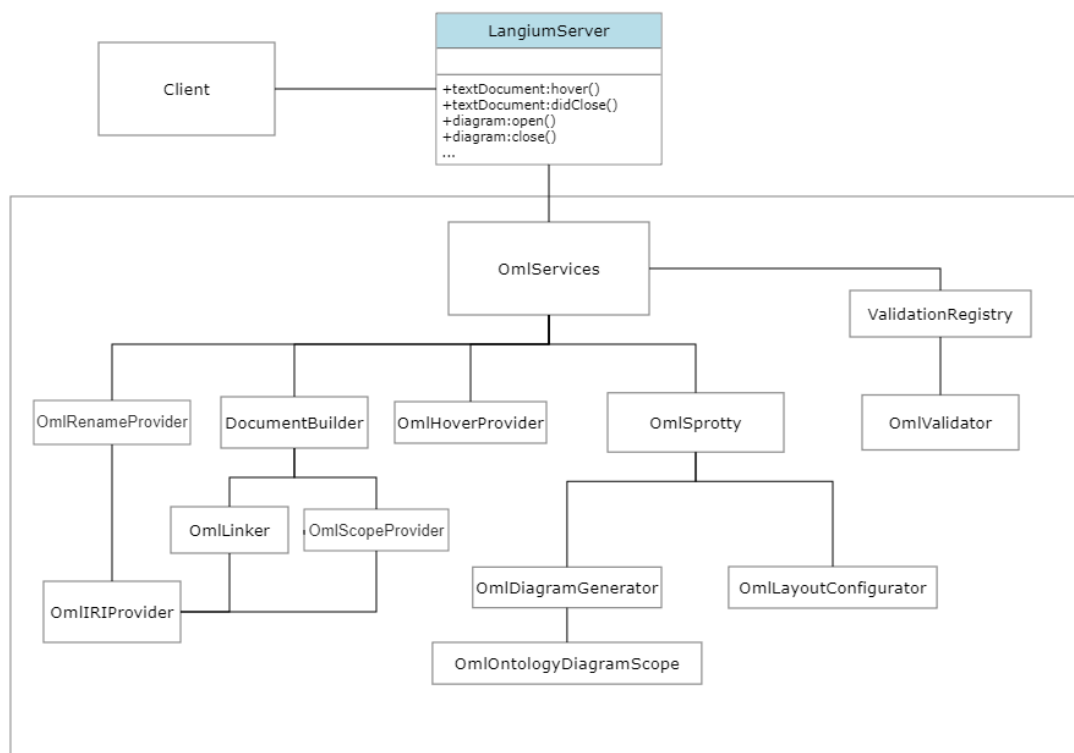 LangiumServer
Client
+textDocument:hover()
+textDocument:didClose()
+diagram:open()
+diagram:close()
...
OmlServices
ValidationRegistry
OmlRenameProvider
DocumentBuilder
OmlHoverProvider
OmlSprotty
OmlValidator
OmlLinker
OmlScopeProvider
OmlDiagramGenerator
OmlLayoutConfigurator
OmlIRIProvider
OmlOntologyDiagramScope